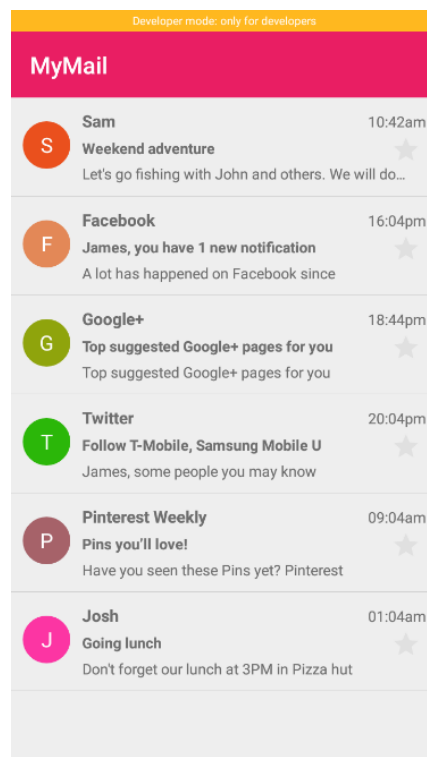 Developer mode: only for developers
MyMail
S
Sam 10:42am
Weekend adventure
Let's go fishing with John and others. We will do...
F
Facebook 16:04pm
James, you have 1 new notification
A lot has happened on Facebook since
G
Google+ 18:44pm
Top suggested Google+ pages for you
Top suggested Google+ pages for you
T
Twitter 20:04pm
Follow T-Mobile, Samsung Mobile U
James, some people you may know
P
Pinterest Weekly 09:04am
Pins you'll love!
Have you seen these Pins yet? Pinterest
J
Josh 01:04am
Going lunch
Don't forget our lunch at 3PM in Pizza hut